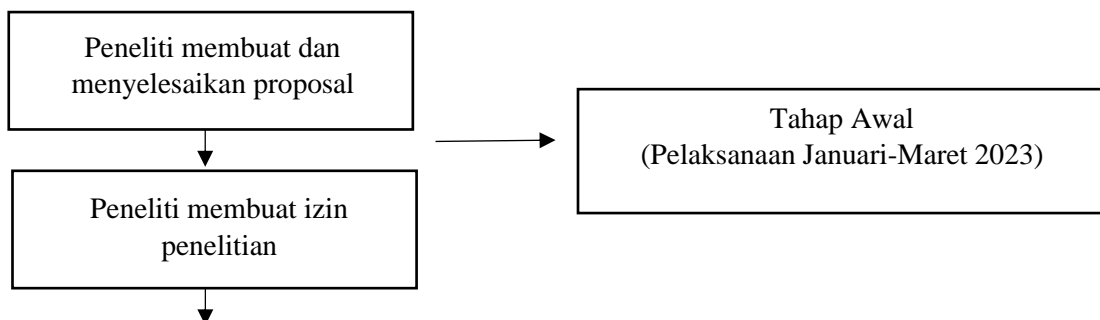 Peneliti membuat dan
menyelesaikan proposal
Tahap Awal
(Pelaksanaan Januari-Maret 2023)
Peneliti membuat izin
penelitian